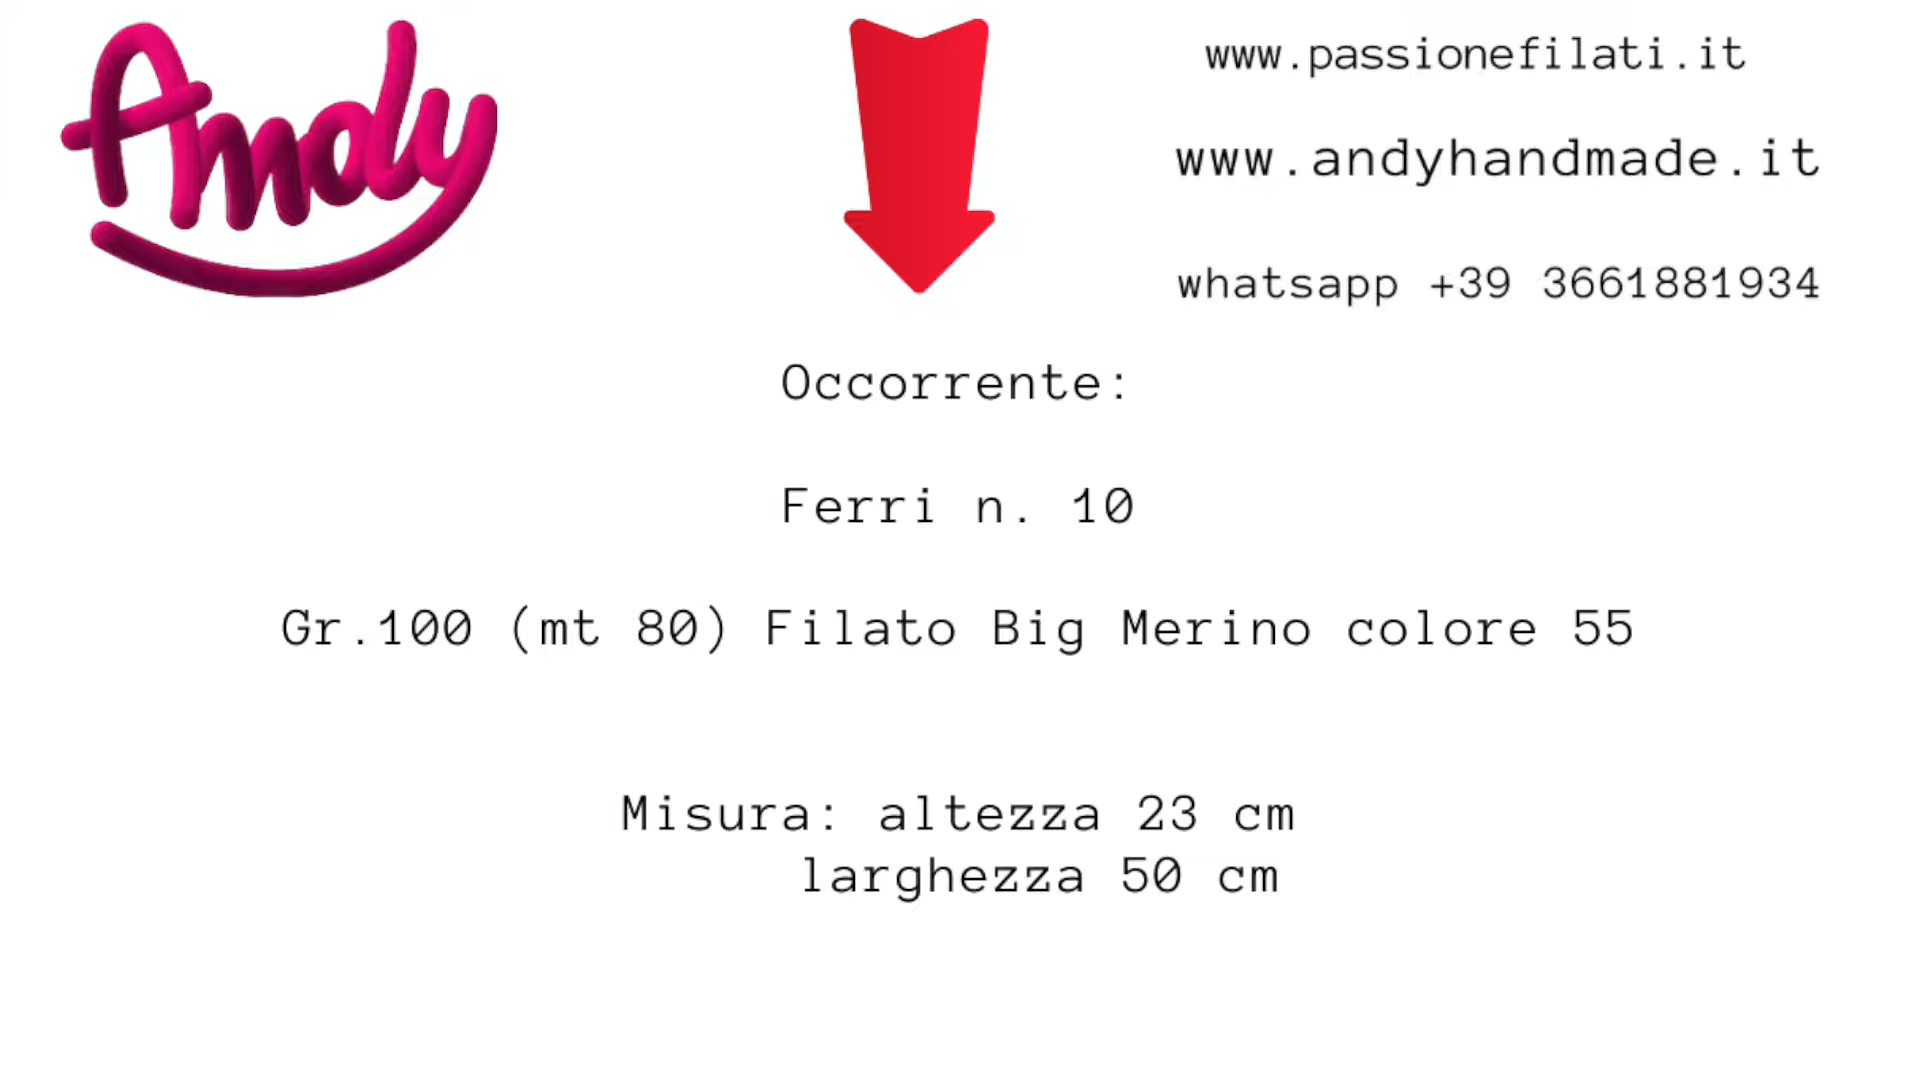 Andy
www.passionefilati.it
www.andyhandmade.it
whatsapp +39 3661881934
Occorrente:
Ferri n. 10
Gr.100 (mt 80) Filato Big Merino colore 55
Misura: altezza 23 cm
larghezza 50 cm